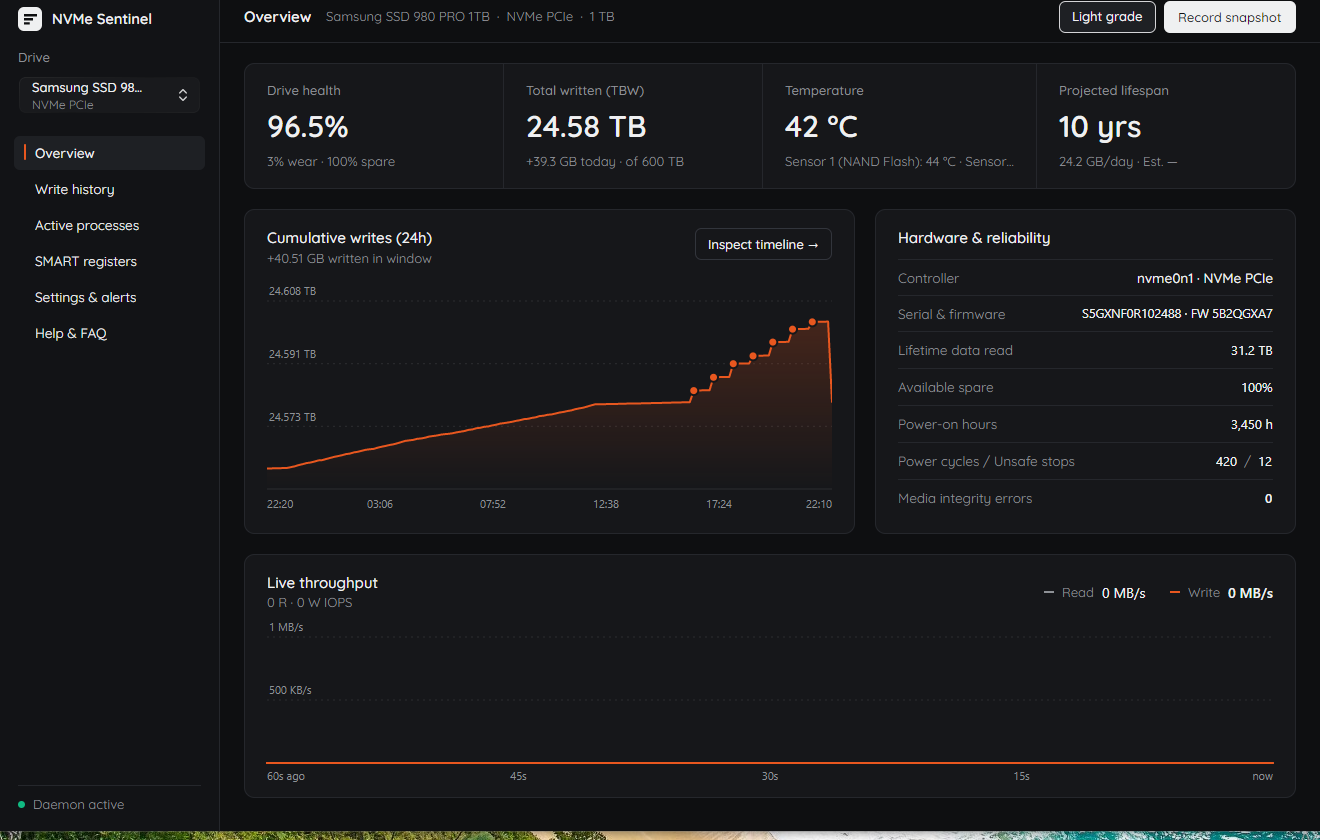 NVMe Sentinel
Drive
Samsung SSD 98...
NVMe PCIe
Overview
Write history
Active processes
SMART registers
Settings & alerts
Help & FAQ
Daemon active
Overview Samsung SSD 980 PRO 1TB · NVMe PCIe · 1 TB
Light grade
Record snapshot
Drive health
96.5%
3% wear · 100% spare
Total written (TBW)
24.58 TB
+39.3 GB today · of 600 TB
Temperature
42 °C
Sensor 1 (NAND Flash): 44 °C · Sensor...
Projected lifespan
10 yrs
24.2 GB/day · Est. —
Cumulative writes (24h)
+40.51 GB written in window
Inspect timeline →
24.608 TB
24.591 TB
24.573 TB
22:20 03:06 07:52 12:38 17:24 22:10
Hardware & reliability
Controller nvme0n1 · NVMe PCIe
Serial & firmware S5GXNF0R102488 · FW 5B2QGXA7
Lifetime data read 31.2 TB
Available spare 100%
Power-on hours 3,450 h
Power cycles / Unsafe stops 420 / 12
Media integrity errors 0
Live throughput
0 R · 0 W IOPS
Read 0 MB/s Write 0 MB/s
1 MB/s
500 KB/s
60s ago 45s 30s 15s now